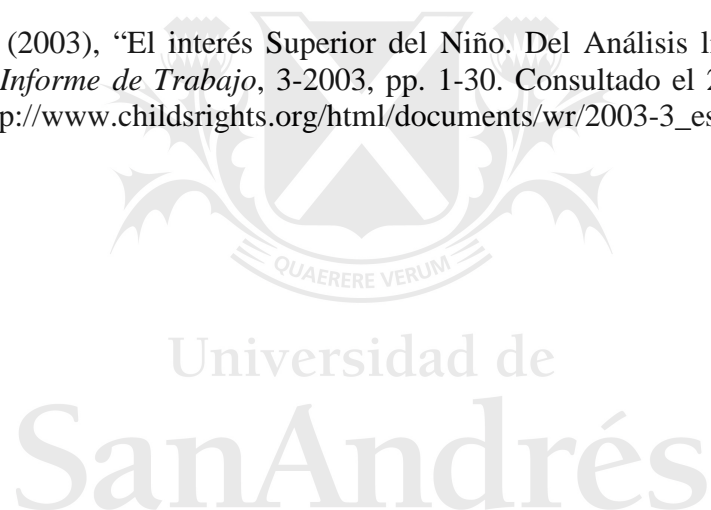 (2003), “El interés Superior del Niño. Del Análisis
Informe de Trabajo, 3-2003, pp. 1-30. Consultado el 2
p://www.childsrights.org/html/documents/wr/2003-3_es
QUAERERE VERUM
Universidad de
SanAndrés